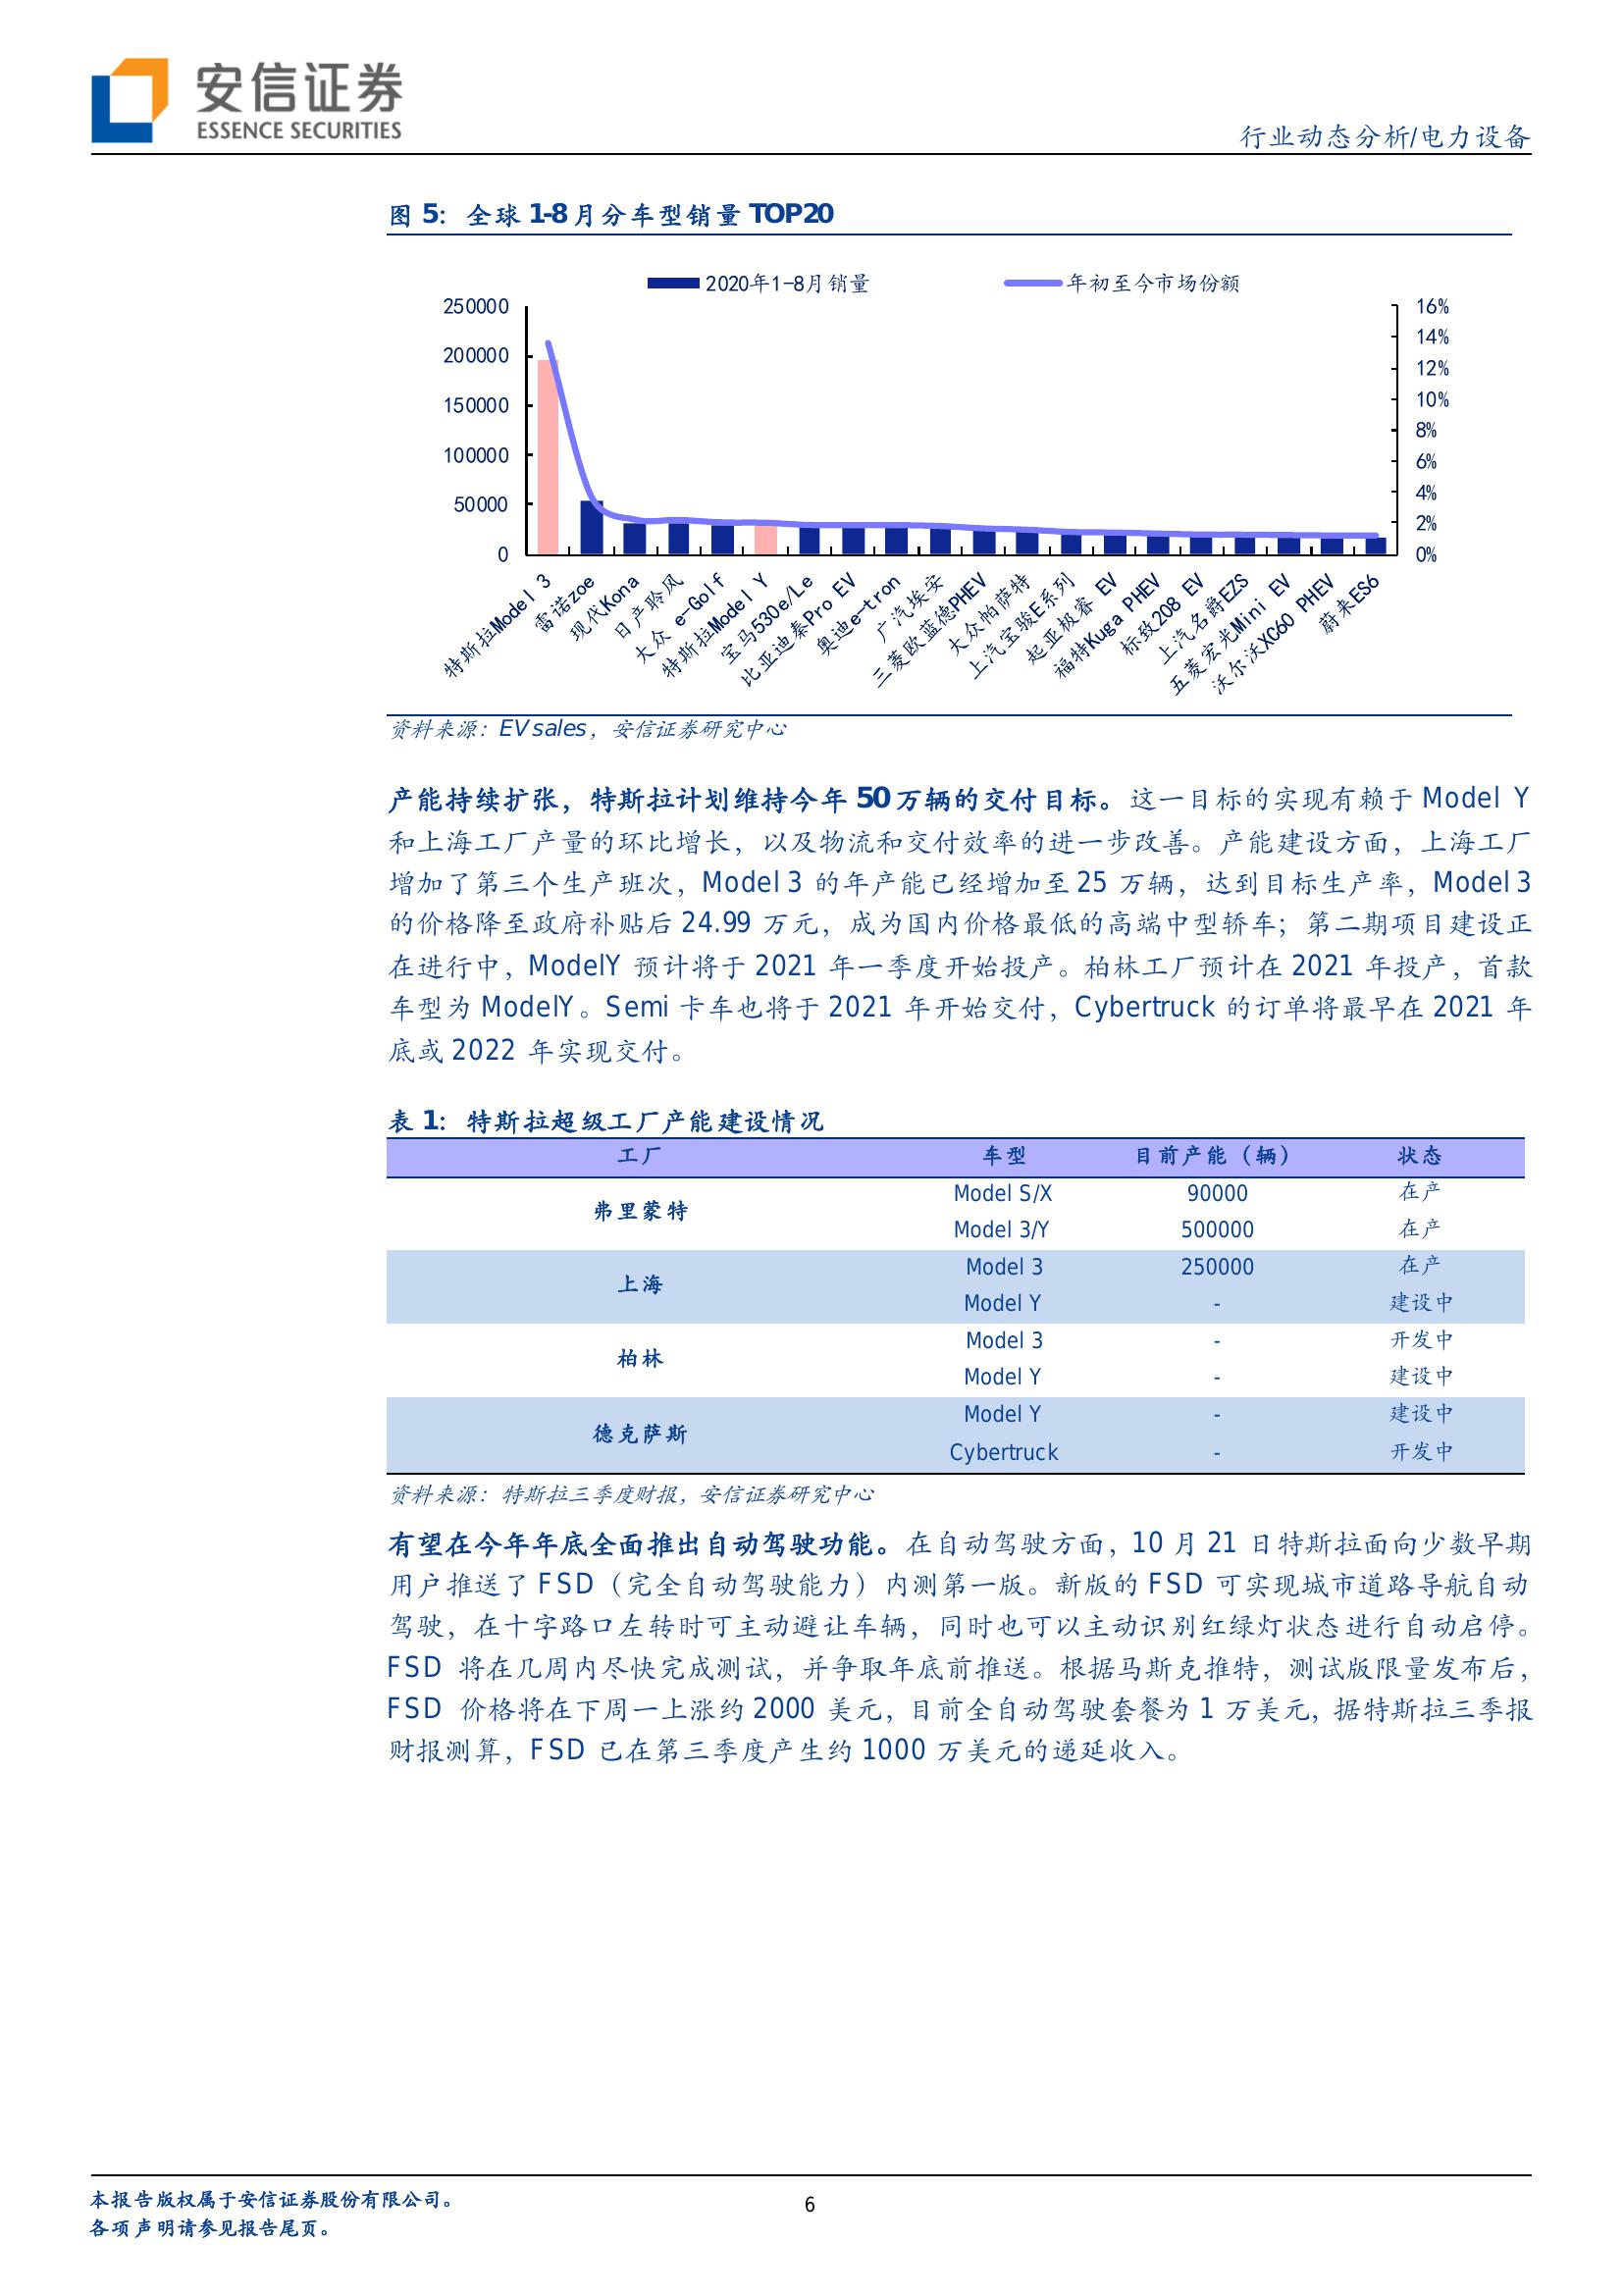 安信证券
ESSENCE SECURITIES
行业动态分析/电力设备
图 5：全球 1-8 月分车型销量 TOP20
2020年1-8月销量
年初至今市场份额
250000
200000
150000
100000
50000
0
16%
14%
12%
10%
8%
6%
4%
2%
0%
特斯拉Model 3
雷诺zoe
现代Kona
日产聆风
大众 e-Golf
特斯拉Model Y
宝马530e/Le
比亚迪秦Pro EV
奥迪e-tron
广汽埃安
三菱欧蓝德PHEV
大众帕萨特
上汽宝骏E系列
起亚极睿 EV
福特Kuga PHEV
标致208 EV
上汽名爵EZS
五菱宏光Mini EV
沃尔沃XC60 PHEV
蔚来ES6
资料来源：EV sales，安信证券研究中心
产能持续扩张，特斯拉计划维持今年 50 万辆的交付目标。这一目标的实现有赖于 Model Y
和上海工厂产量的环比增长，以及物流和交付效率的进一步改善。产能建设方面，上海工厂
增加了第三个生产班次，Model 3 的年产能已经增加至 25 万辆，达到目标生产率，Model 3
的价格降至政府补贴后 24.99 万元，成为国内价格最低的高端中型轿车；第二期项目建设正
在进行中，ModelY 预计将于 2021 年一季度开始投产。柏林工厂预计在 2021 年投产，首款
车型为 ModelY。Semi 卡车也将于 2021 年开始交付，Cybertruck 的订单将最早在 2021 年
底或 2022 年实现交付。
表 1：特斯拉超级工厂产能建设情况
工厂 车型 目前产能（辆） 状态
弗里蒙特 Model S/X 90000 在产
Model 3/Y 500000 在产
上海 Model 3 250000 在产
Model Y - 建设中
柏林 Model 3 - 开发中
Model Y - 建设中
德克萨斯 Model Y - 建设中
Cybertruck - 开发中
资料来源：特斯拉三季度财报，安信证券研究中心
有望在今年年底全面推出自动驾驶功能。在自动驾驶方面，10 月 21 日特斯拉面向少数早期
用户推送了 FSD（完全自动驾驶能力）内测第一版。新版的 FSD 可实现城市道路导航自动
驾驶，在十字路口左转时可主动避让车辆，同时也可以主动识别红绿灯状态进行自动启停。
FSD 将在几周内尽快完成测试，并争取年底前推送。根据马斯克推特，测试版限量发布后，
FSD 价格将在下周一上涨约 2000 美元，目前全自动驾驶套餐为 1 万美元，据特斯拉三季报
财报测算，FSD 已在第三季度产生约 1000 万美元的递延收入。
本报告版权属于安信证券股份有限公司。
各项声明请参见报告尾页。
6